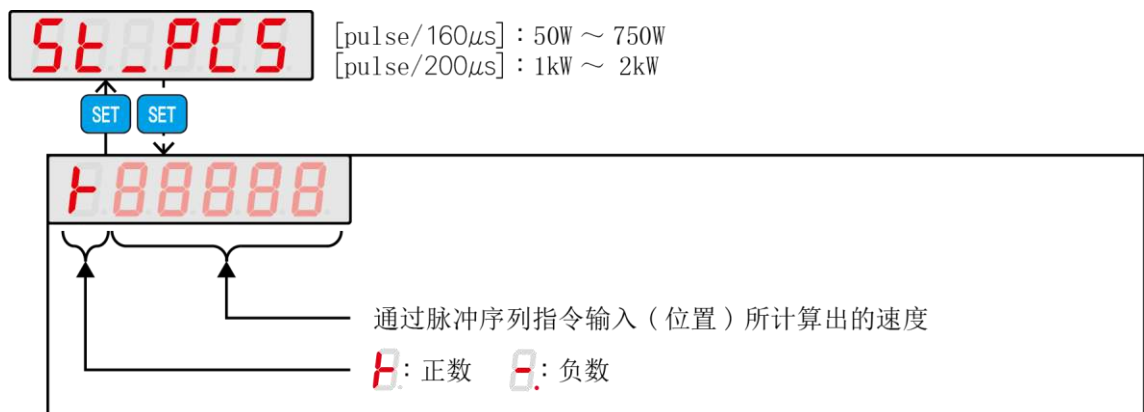 St_PCS [pulse/160μs]：50W ～ 750W
[pulse/200μs]：1kW ～ 2kW
SET SET
⊦88888
通过脉冲序列指令输入（位置）所计算出的速度
⊦：正数 -.：负数